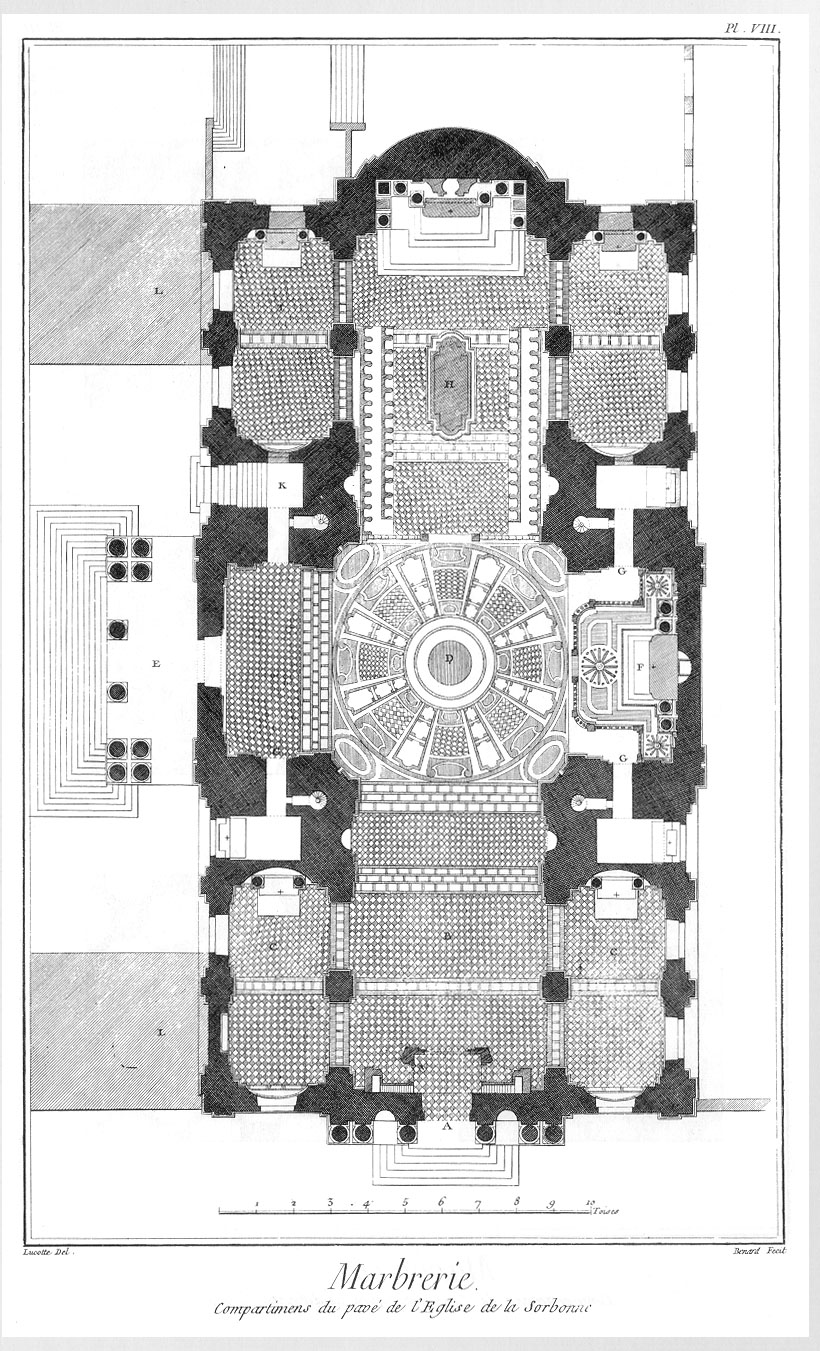 Pl. VIII.
L
I
I
H
K
G
E
D
F
G
G
C
B
C
L
A
1 2 3 4 5 6 7 8 9 10 Toises
Lucotte Del.
Benard Fecit
Marbrerie.
Compartimens du pavé de l'Eglise de la Sorbonne